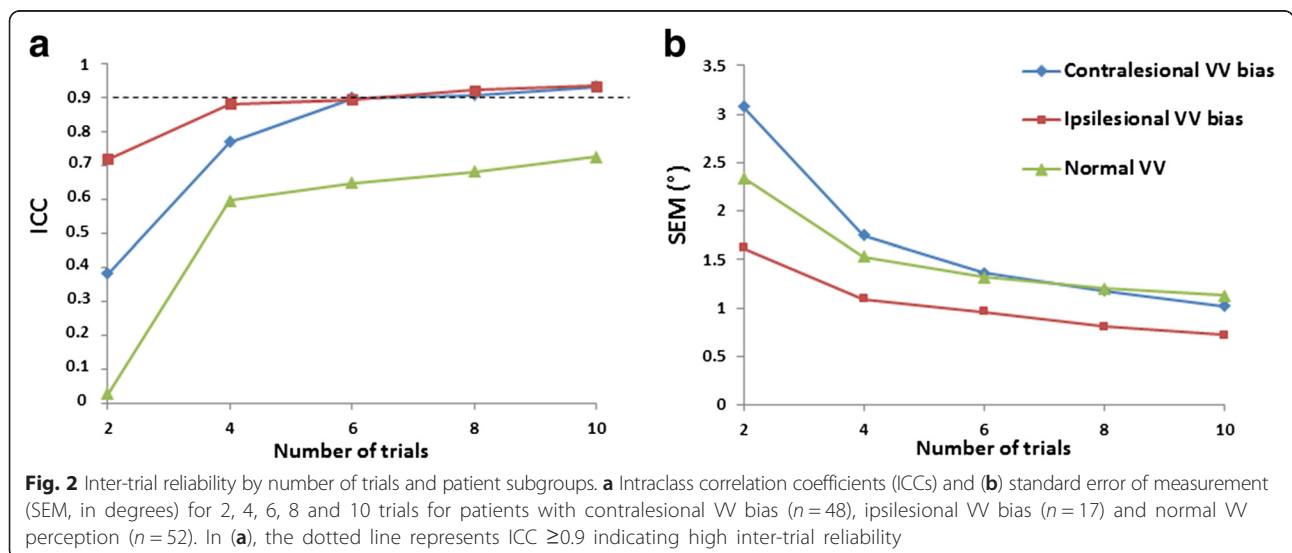 a
1
0.9
0.8
0.7
0.6
0.5
0.4
0.3
0.2
0.1
0
ICC
2 4 6 8 10
Number of trials
b
3.5
3
2.5
2
1.5
1
0.5
0
SEM (°)
2 4 6 8 10
Number of trials
Contralesional VV bias
Ipsilesional VV bias
Normal VV
Fig. 2 Inter-trial reliability by number of trials and patient subgroups. a Intraclass correlation coefficients (ICCs) and (b) standard error of measurement
(SEM, in degrees) for 2, 4, 6, 8 and 10 trials for patients with contralesional VV bias (n = 48), ipsilesional VV bias (n = 17) and normal VV
perception (n = 52). In (a), the dotted line represents ICC ≥0.9 indicating high inter-trial reliability